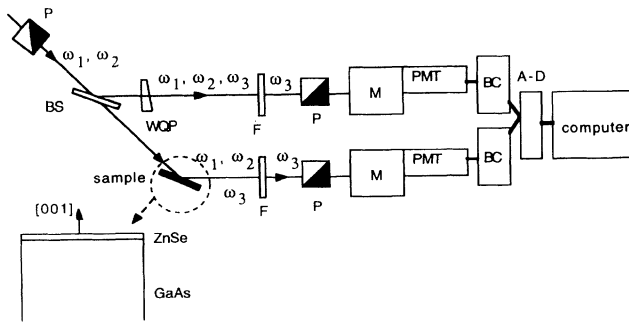 P
ω1, ω2
BS
WQP
ω1, ω2, ω3
F
ω3
P
M
PMT
BC
A-D
computer
sample
ω1, ω2
ω3
F
ω3
P
M
PMT
BC
[001]
ZnSe
GaAs